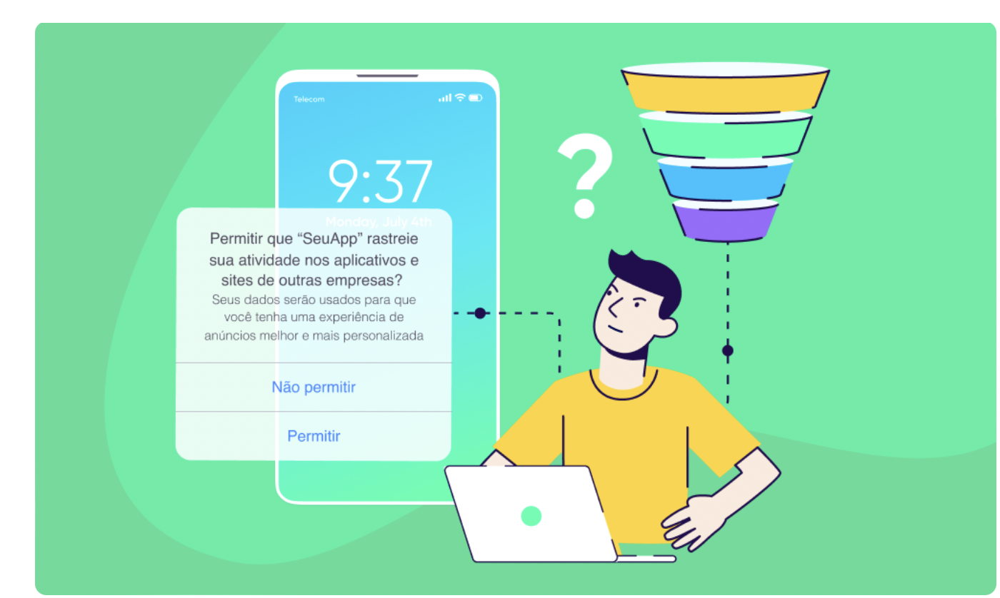 Telecom
9:37
Monday, July 4th
Permitir que “SeuApp” rastreie
sua atividade nos aplicativos e
sites de outras empresas?
Seus dados serão usados para que
você tenha uma experiência de
anúncios melhor e mais personalizada
Não permitir
Permitir
?